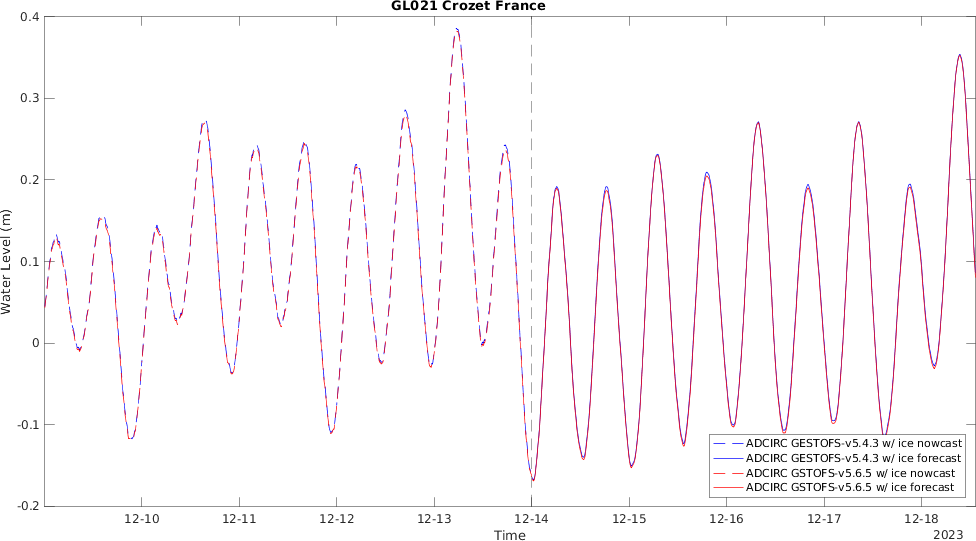 GL021 Crozet France
0.4
0.3
0.2
0.1
0
-0.1
-0.2
Water Level (m)
ADCIRC GESTOFS-v5.4.3 w/ ice nowcast
ADCIRC GESTOFS-v5.4.3 w/ ice forecast
ADCIRC GSTOFS-v5.6.5 w/ ice nowcast
ADCIRC GSTOFS-v5.6.5 w/ ice forecast
12-10 12-11 12-12 12-13 12-14 12-15 12-16 12-17 12-18
Time
2023